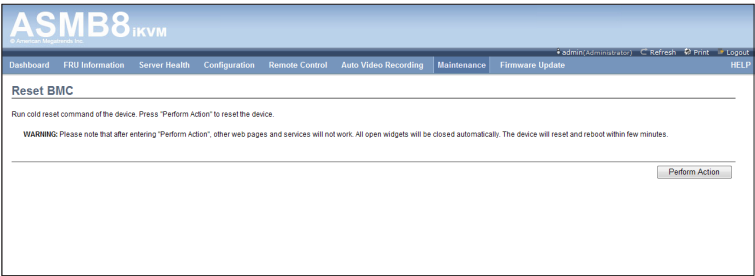 ASMB8 iKVM
© American Megatrends Inc.
admin(Administrator) Refresh Print Logout
Dashboard FRU Information Server Health Configuration Remote Control Auto Video Recording Maintenance Firmware Update HELP
Reset BMC
Run cold reset command of the device. Press "Perform Action" to reset the device.
WARNING: Please note that after entering "Perform Action", other web pages and services will not work. All open widgets will be closed automatically. The device will reset and reboot within few minutes.
Perform Action